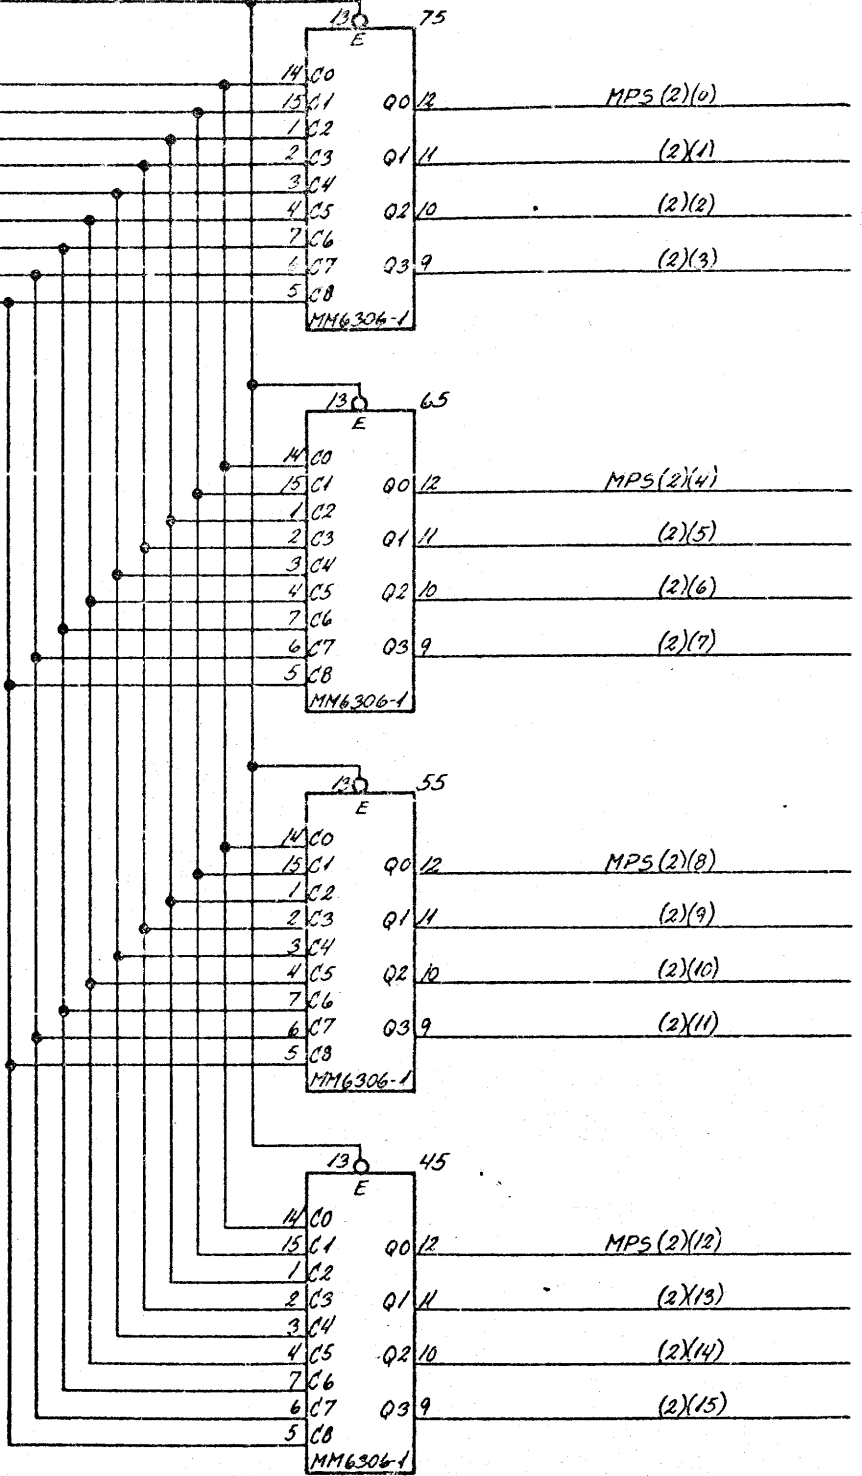 13 75
E
14 C0
15 C1 Q0 12 MPS(2)(0)
1 C2
2 C3 Q1 11 (2)(1)
3 C4
4 C5 Q2 10 (2)(2)
7 C6
6 C7 Q3 9 (2)(3)
5 C8
MM6306-1
13 65
E
14 C0
15 C1 Q0 12 MPS(2)(4)
1 C2
2 C3 Q1 11 (2)(5)
3 C4
4 C5 Q2 10 (2)(6)
7 C6
6 C7 Q3 9 (2)(7)
5 C8
MM6306-1
13 55
E
14 C0
15 C1 Q0 12 MPS(2)(8)
1 C2
2 C3 Q1 11 (2)(9)
3 C4
4 C5 Q2 10 (2)(10)
7 C6
6 C7 Q3 9 (2)(11)
5 C8
MM6306-1
13 45
E
14 C0
15 C1 Q0 12 MPS(2)(12)
1 C2
2 C3 Q1 11 (2)(13)
3 C4
4 C5 Q2 10 (2)(14)
7 C6
6 C7 Q3 9 (2)(15)
5 C8
MM6306-1